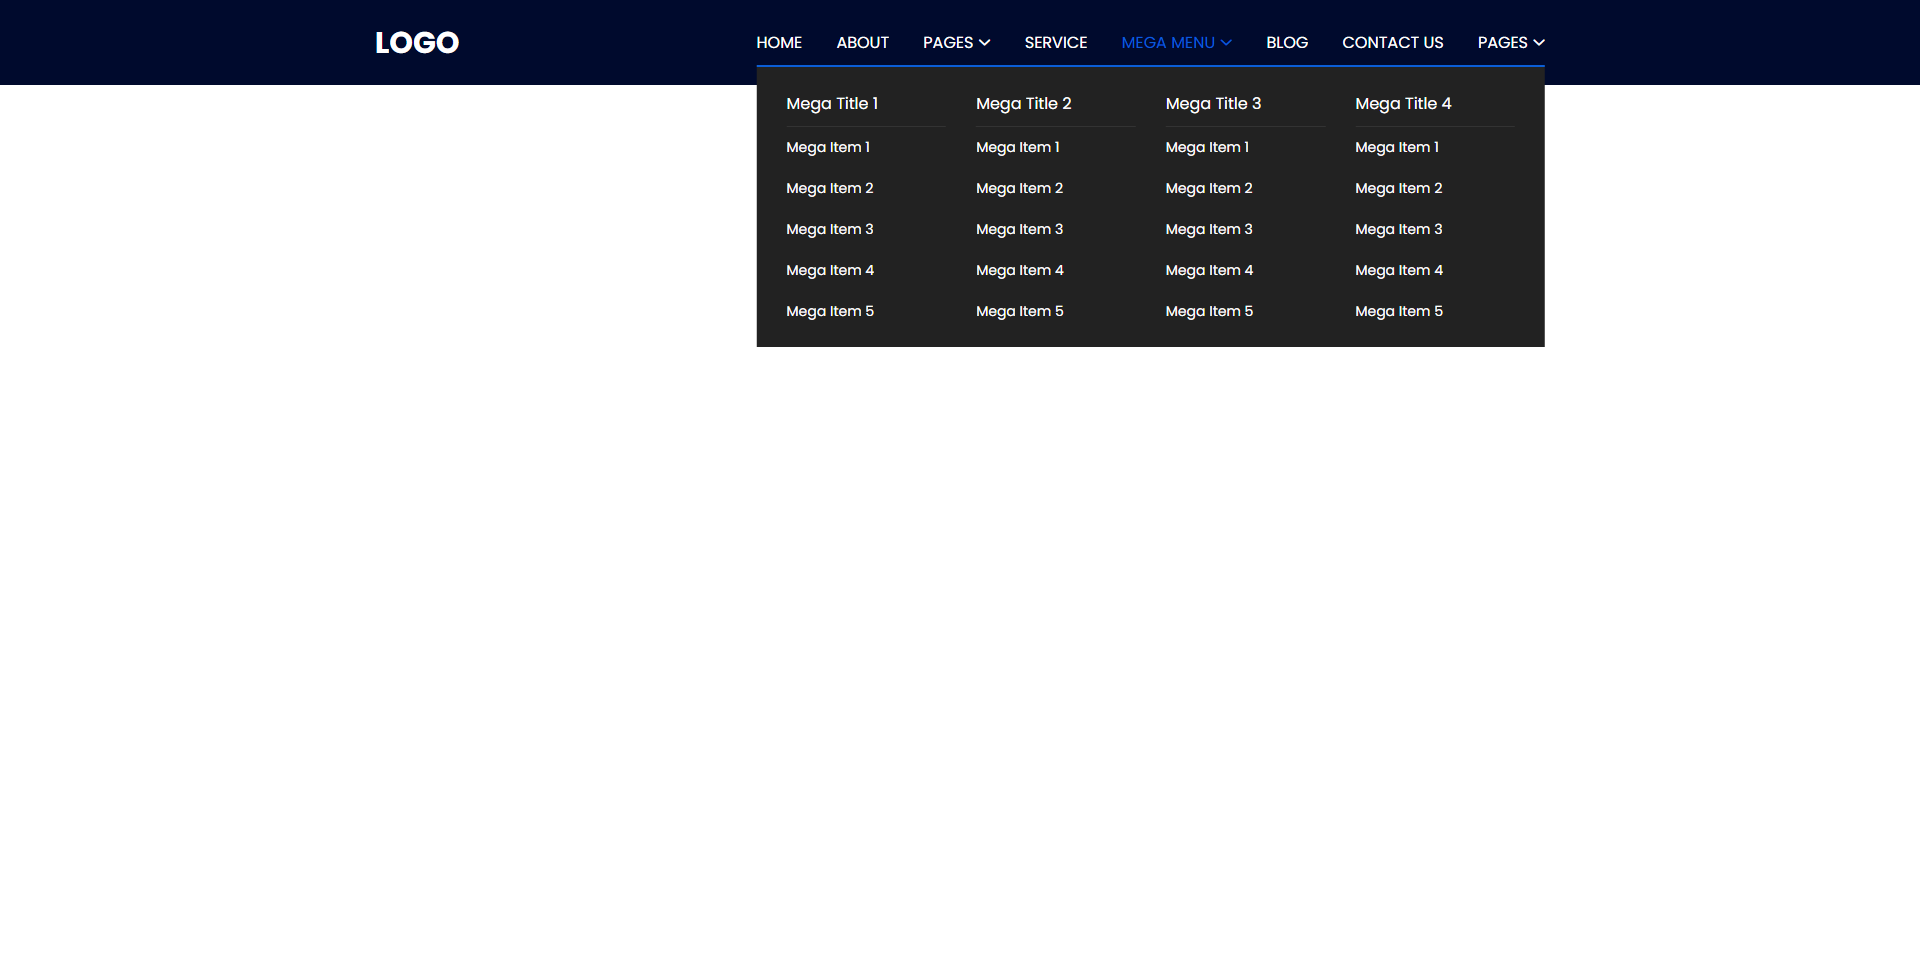 LOGO
HOME ABOUT PAGES SERVICE MEGA MENU BLOG CONTACT US PAGES
Mega Title 1 Mega Title 2 Mega Title 3 Mega Title 4
Mega Item 1 Mega Item 1 Mega Item 1 Mega Item 1
Mega Item 2 Mega Item 2 Mega Item 2 Mega Item 2
Mega Item 3 Mega Item 3 Mega Item 3 Mega Item 3
Mega Item 4 Mega Item 4 Mega Item 4 Mega Item 4
Mega Item 5 Mega Item 5 Mega Item 5 Mega Item 5